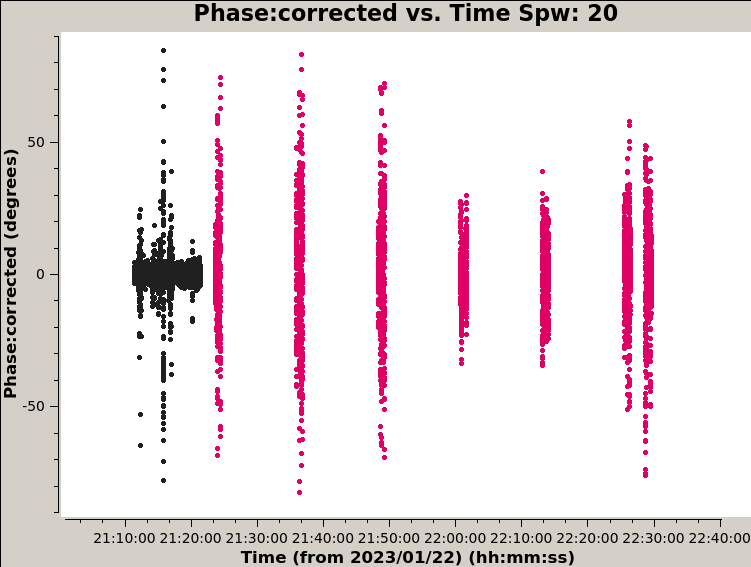 Phase:corrected vs. Time Spw: 20
Phase:corrected (degrees)
50
0
-50
21:10:00 21:20:00 21:30:00 21:40:00 21:50:00 22:00:00 22:10:00 22:20:00 22:30:00 22:40:00
Time (from 2023/01/22) (hh:mm:ss)